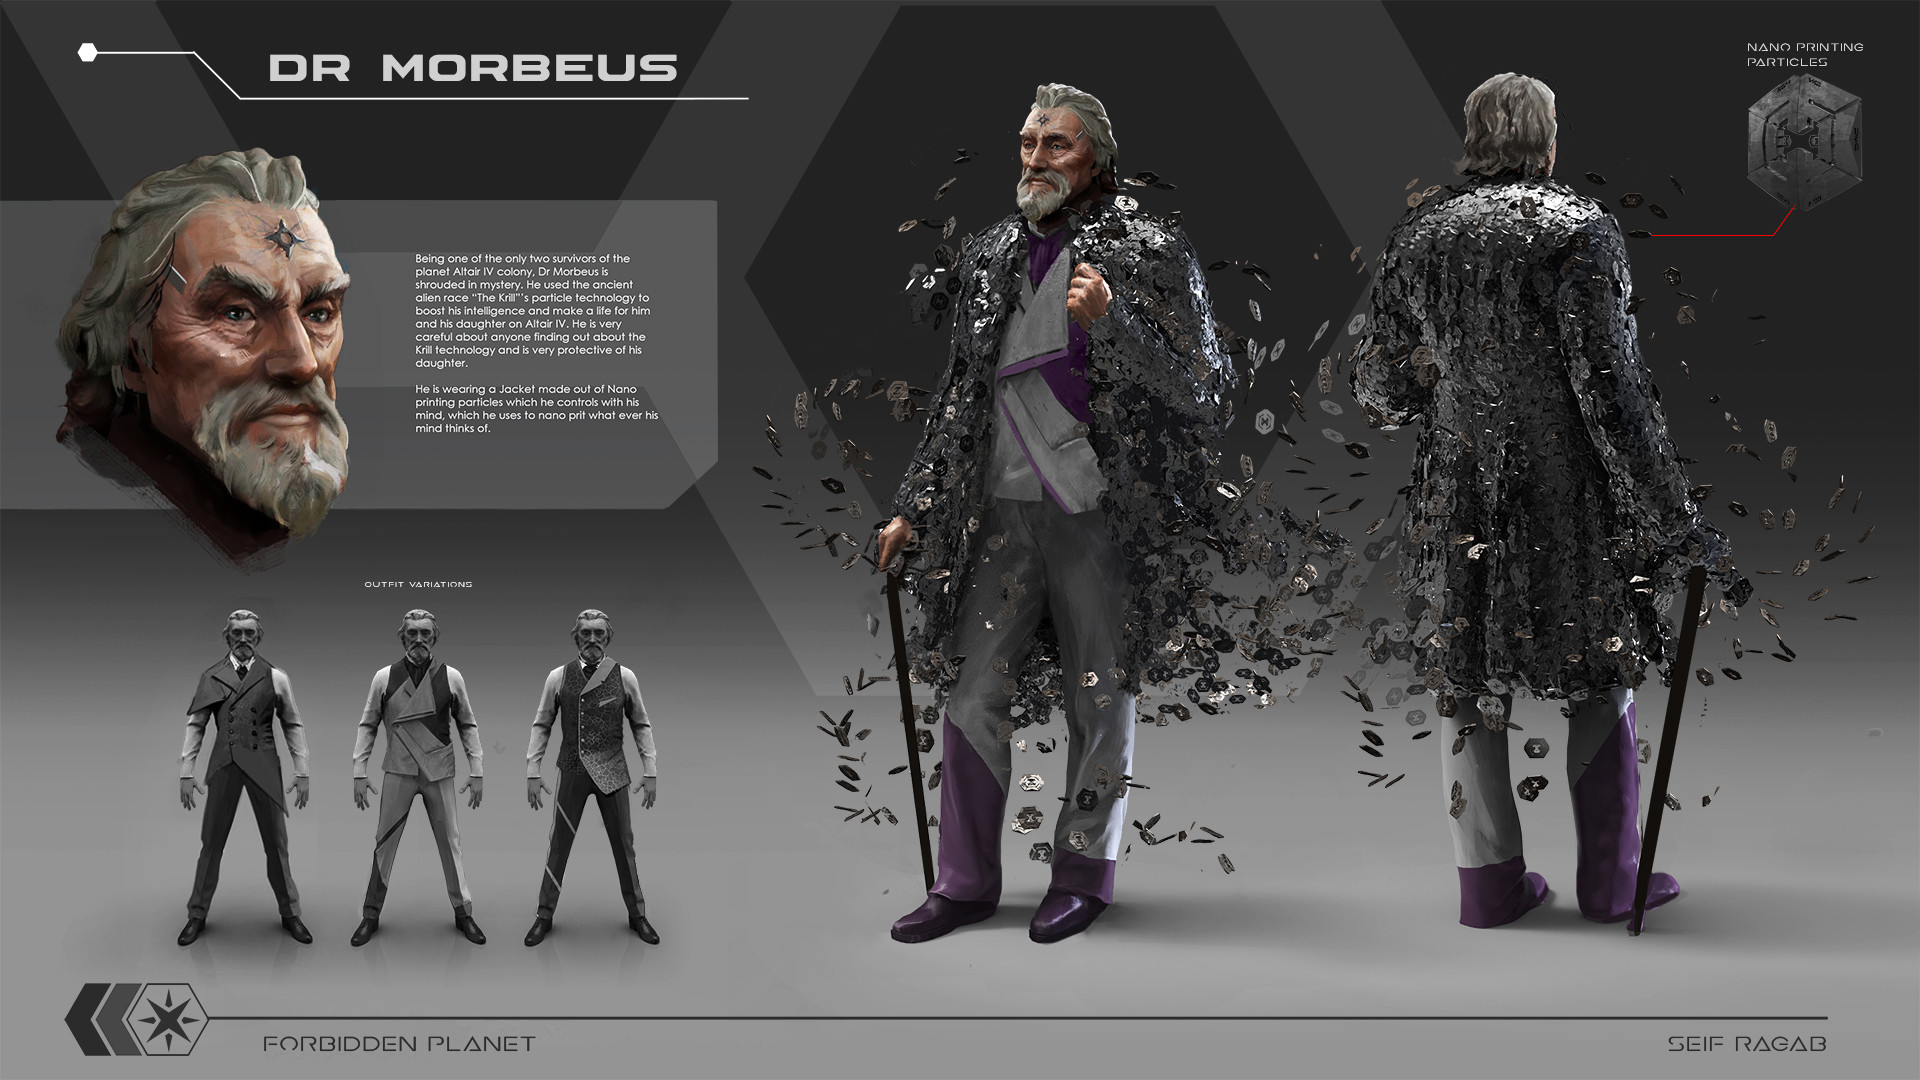 DR MORBEUS
NANO PRINTING
PARTICLES
Being one of the only two survivors of the
planet Altair IV colony, Dr Morbeus is
shrouded in mystery. He used the ancient
alien race "The Krill"'s particle technology to
boost his intelligence and make a life for him
and his daughter on Altair IV. He is very
careful about anyone finding out about the
Krill technology and is very protective of his
daughter.
He is wearing a Jacket made out of Nano
printing particles which he controls with his
mind, which he uses to nano prit what ever his
mind thinks of.
OUTFIT VARIATIONS
FORBIDDEN PLANET
SEIF RAGAB